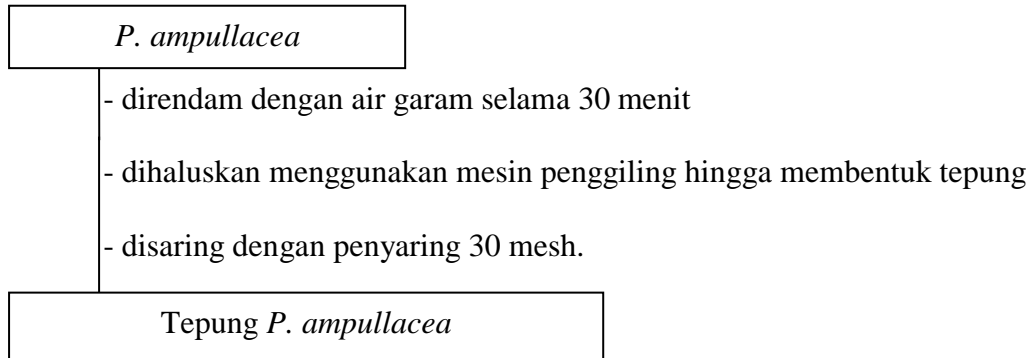 P. ampullacea
- direndam dengan air garam selama 30 menit
- dihaluskan menggunakan mesin penggiling hingga membentuk tepung
- disaring dengan penyaring 30 mesh.
Tepung P. ampullacea